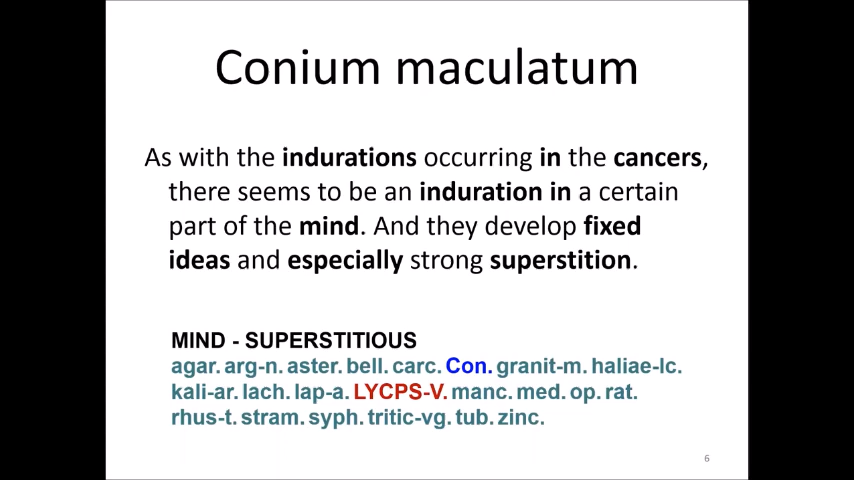 Conium maculatum
As with the indurations occurring in the cancers,
there seems to be an induration in a certain
part of the mind. And they develop fixed
ideas and especially strong superstition.
MIND - SUPERSTITIOUS
agar. arg-n. aster. bell. carc. Con. granit-m. haliae-lc.
kali-ar. lach. lap-a. LYCPS-V. manc. med. op. rat.
rhus-t. stram. syph. tritic-vg. tub. zinc.
6